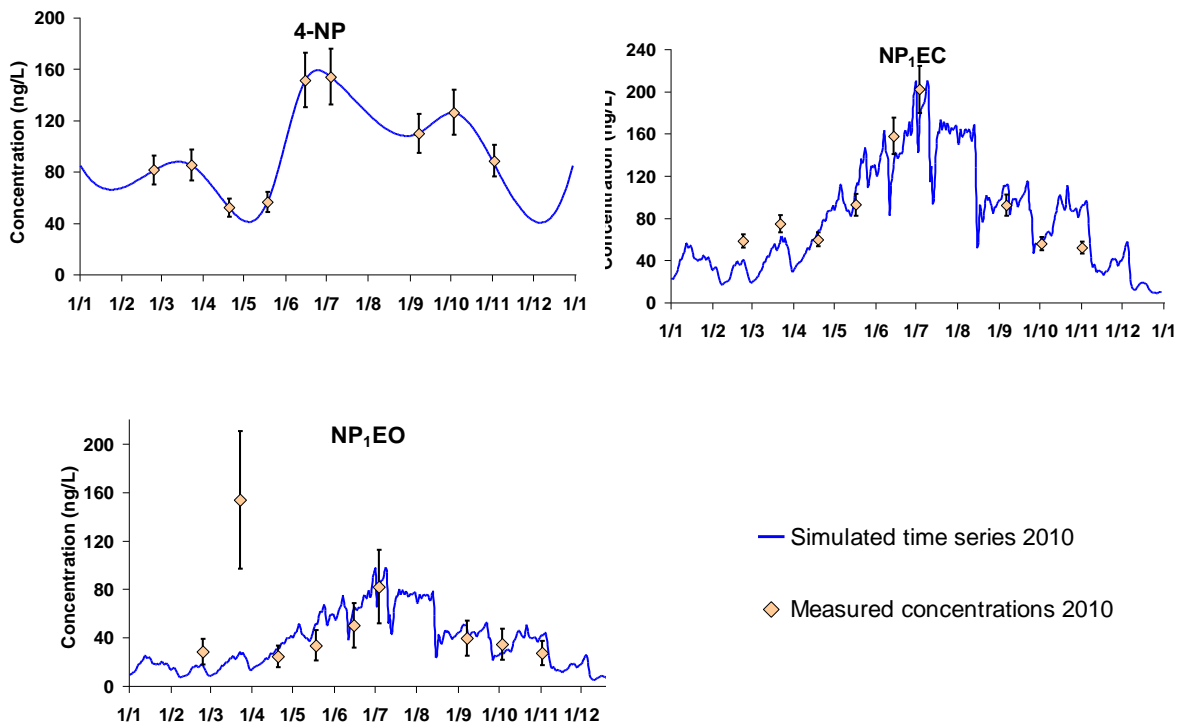 4-NP
Concentration (ng/L)
200
160
120
80
40
0
1/1 1/2 1/3 1/4 1/5 1/6 1/7 1/8 1/9 1/10 1/11 1/12 1/1
NP₁EC
Concentration (ng/L)
240
200
160
120
80
40
0
1/1 1/2 1/3 1/4 1/5 1/6 1/7 1/8 1/9 1/10 1/11 1/12 1/1
NP₁EO
Concentration (ng/L)
200
160
120
80
40
0
1/1 1/2 1/3 1/4 1/5 1/6 1/7 1/8 1/9 1/10 1/11 1/12
Simulated time series 2010
Measured concentrations 2010